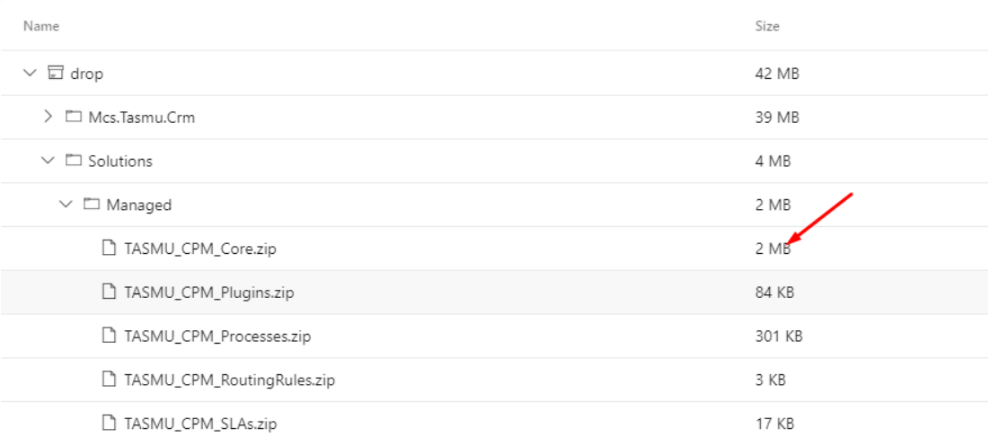 Name Size
drop 42 MB
Mcs.Tasmu.Crm 39 MB
Solutions 4 MB
Managed 2 MB
TASMU_CPM_Core.zip 2 MB
TASMU_CPM_Plugins.zip 84 KB
TASMU_CPM_Processes.zip 301 KB
TASMU_CPM_RoutingRules.zip 3 KB
TASMU_CPM_SLAs.zip 17 KB